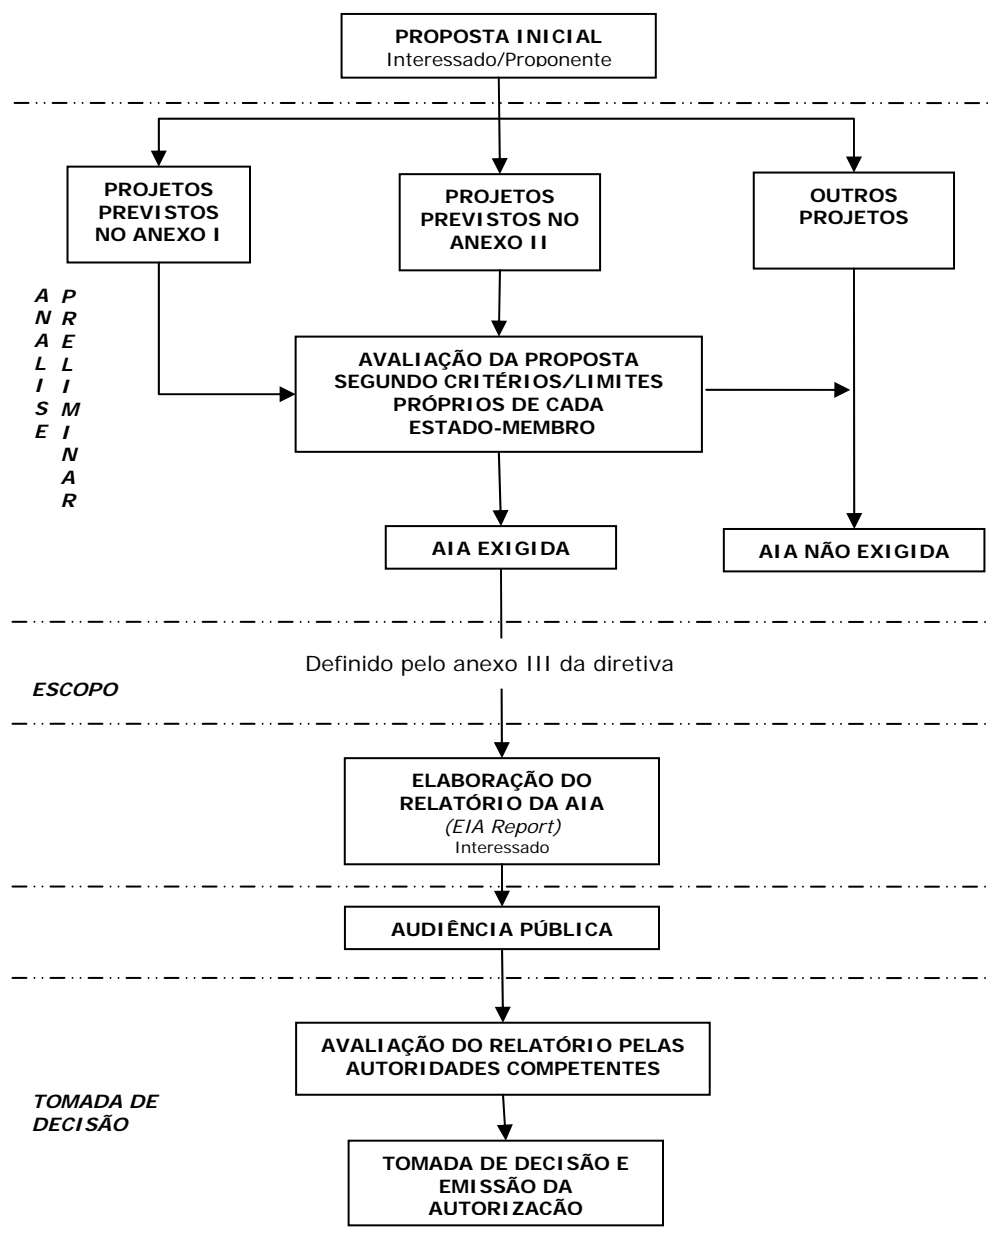 PROPOSTA INICIAL
Interessado/Proponente
PROJETOS
PREVISTOS
NO ANEXO I
PROJETOS
PREVISTOS NO
ANEXO II
OUTROS
PROJETOS
ANALISE
PRELIMINAR
AVALIAÇÃO DA PROPOSTA
SEGUNDO CRITÉRIOS/LIMITES
PRÓPRIOS DE CADA
ESTADO-MEMBRO
AIA EXIGIDA
AIA NÃO EXIGIDA
Definido pelo anexo III da diretiva
ESCOPO
ELABORAÇÃO DO
RELATÓRIO DA AIA
(EIA Report)
Interessado
AUDIÊNCIA PÚBLICA
AVALIAÇÃO DO RELATÓRIO PELAS
AUTORIDADES COMPETENTES
TOMADA DE
DECISÃO
TOMADA DE DECISÃO E
EMISSÃO DA
AUTORIZACÃO